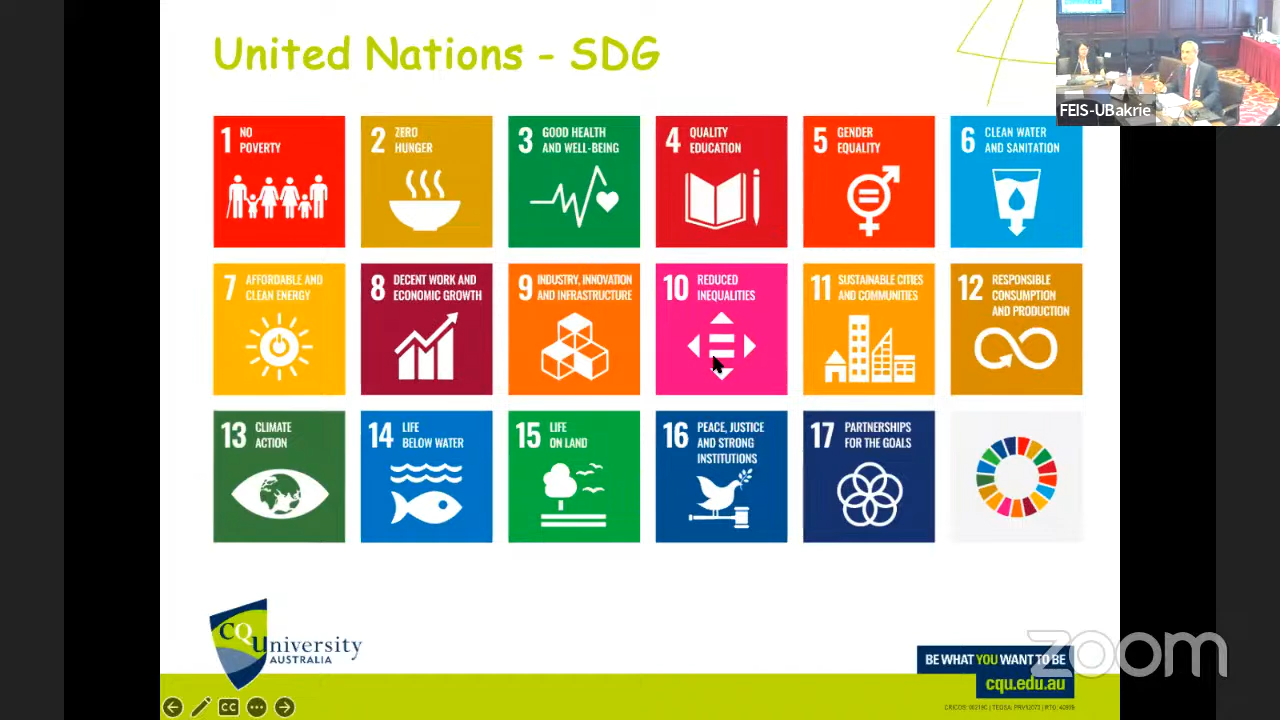 United Nations - SDG
FEIS-UBakrie
1 NO
POVERTY
2 ZERO
HUNGER
3 GOOD HEALTH
AND WELL-BEING
4 QUALITY
EDUCATION
5 GENDER
EQUALITY
6 CLEAN WATER
AND SANITATION
7 AFFORDABLE AND
CLEAN ENERGY
8 DECENT WORK AND
ECONOMIC GROWTH
9 INDUSTRY, INNOVATION
AND INFRASTRUCTURE
10 REDUCED
INEQUALITIES
11 SUSTAINABLE CITIES
AND COMMUNITIES
12 RESPONSIBLE
CONSUMPTION
AND PRODUCTION
13 CLIMATE
ACTION
14 LIFE
BELOW WATER
15 LIFE
ON LAND
16 PEACE, JUSTICE
AND STRONG
INSTITUTIONS
17 PARTNERSHIPS
FOR THE GOALS
CQUniversity
AUSTRALIA
BE WHAT YOU WANT TO BE
cqu.edu.au
zoom
CC